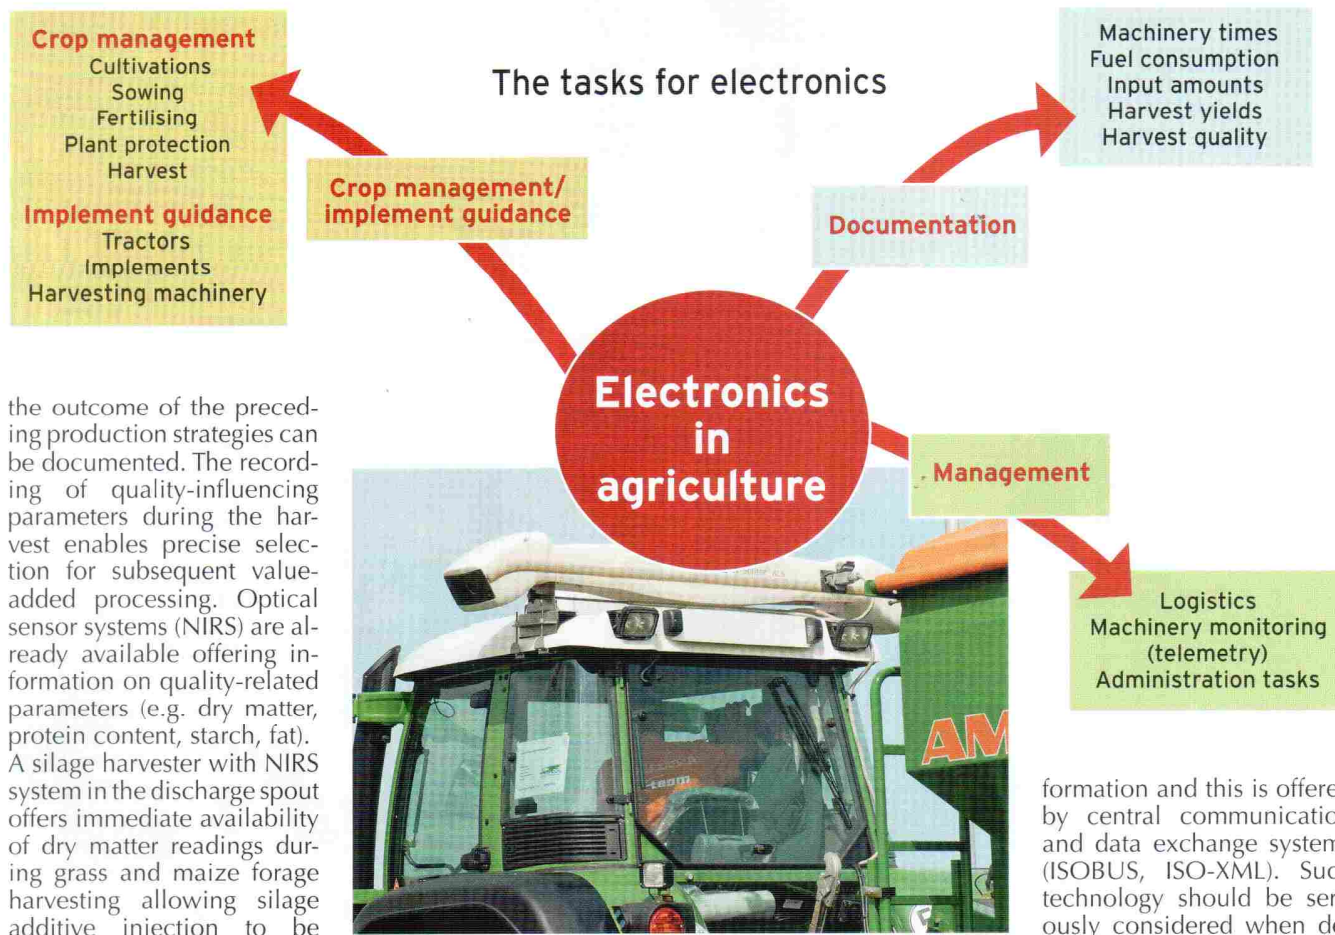 The tasks for electronics
Crop management
Cultivations
Sowing
Fertilising
Plant protection
Harvest
Implement guidance
Tractors
Implements
Harvesting machinery
Crop management/
implement guidance
Documentation
Machinery times
Fuel consumption
Input amounts
Harvest yields
Harvest quality
Electronics
in
agriculture
Management
Logistics
Machinery monitoring
(telemetry)
Administration tasks
the outcome of the preced-
ing production strategies can
be documented. The record-
ing of quality-influencing
parameters during the har-
vest enables precise selec-
tion for subsequent value-
added processing. Optical
sensor systems (NIRS) are al-
ready available offering in-
formation on quality-related
parameters (e.g. dry matter,
protein content, starch, fat).
A silage harvester with NIRS
system in the discharge spout
offers immediate availability
of dry matter readings dur-
ing grass and maize forage
harvesting allowing silage
additive injection to be
AM
team
formation and this is offere
by central communicatio
and data exchange system
(ISOBUS, ISO-XML). Suc
technology should be seri
ously considered when de